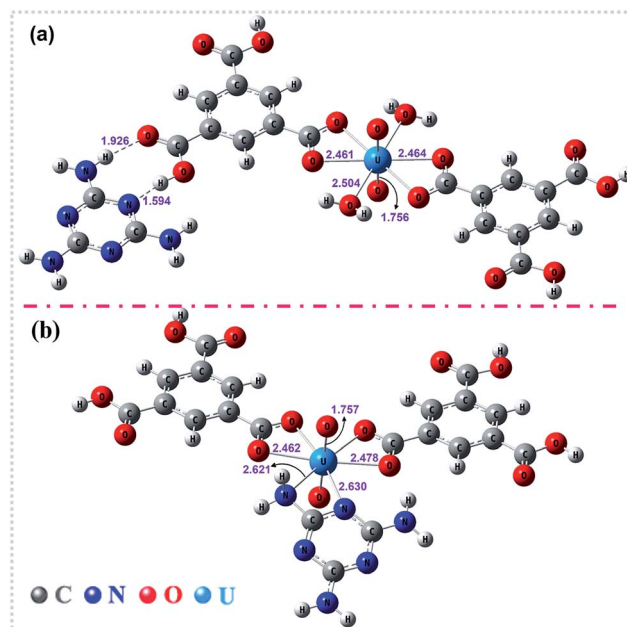 (a)
H
O O
C
H C H
C C
1.926 O C C O O H
H C C C 2.461 U 2.464 O H O
H N H O H O C C C O H
C 1.594 2.504 O O C C
N N O H C C
C C N H H 1.756 H C H
H N N H O C
H O H
(b)
H
O O
C
H C H 1.757 O H
H O C C C O O C O
C C C O O C C H
O C C O 2.462 U 2.478 C C O H
H 2.621 O C C C
H N 2.630 H C O
H O N H
C C N
N N H
C
N H
H
C N O U